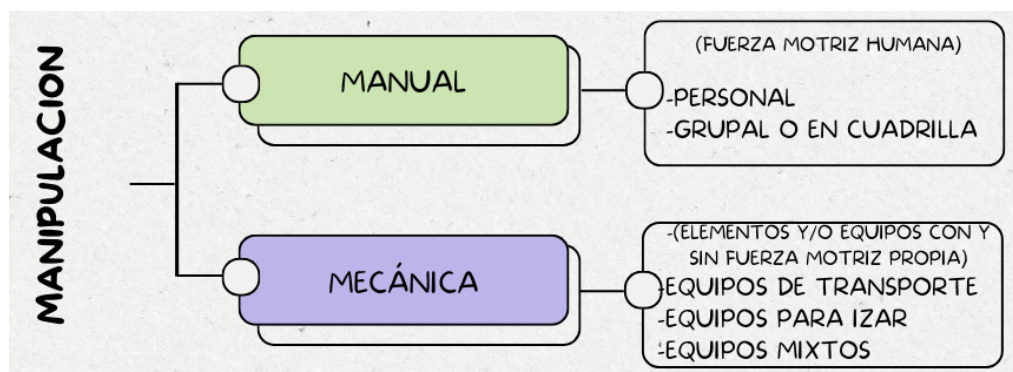 MANIPULACION
MANUAL
(FUERZA MOTRIZ HUMANA)
-PERSONAL
-GRUPAL O EN CUADRILLA
MECÁNICA
-(ELEMENTOS Y/O EQUIPOS CON Y
SIN FUERZA MOTRIZ PROPIA)
-EQUIPOS DE TRANSPORTE
-EQUIPOS PARA IZAR
-EQUIPOS MIXTOS